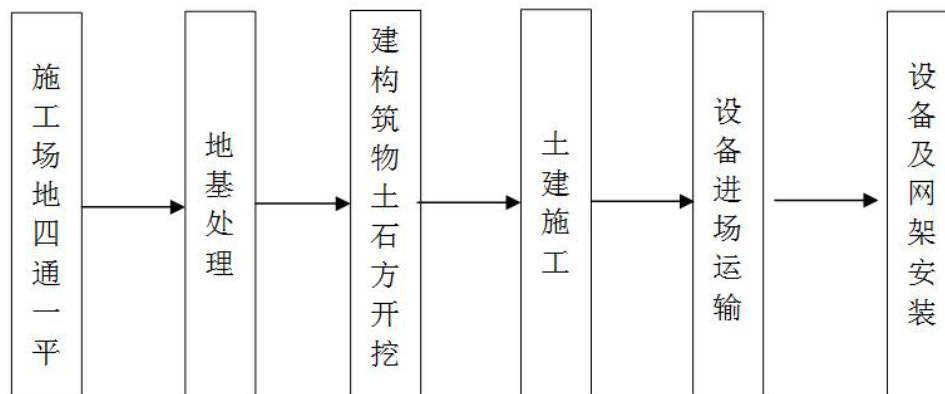 施工场地四通一平
地基处理
建构筑物土石方开挖
土建施工
设备进场运输
设备及网架安装